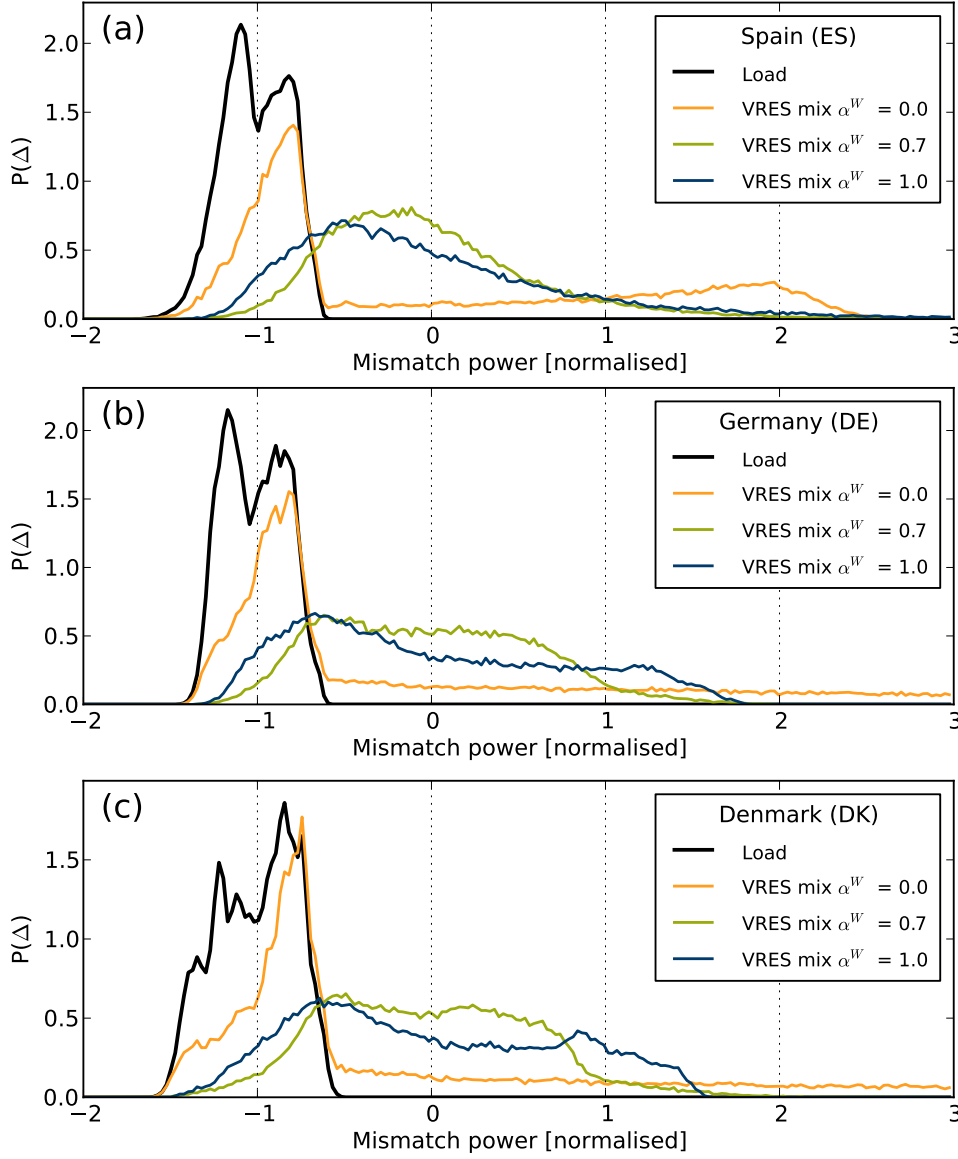 (a)
Spain (ES)
Load
VRES mix α^W = 0.0
VRES mix α^W = 0.7
VRES mix α^W = 1.0
P(Δ)
2.0
1.5
1.0
0.5
0.0
−2 −1 0 1 2 3
Mismatch power [normalised]
(b)
Germany (DE)
Load
VRES mix α^W = 0.0
VRES mix α^W = 0.7
VRES mix α^W = 1.0
P(Δ)
2.0
1.5
1.0
0.5
0.0
−2 −1 0 1 2 3
Mismatch power [normalised]
(c)
Denmark (DK)
Load
VRES mix α^W = 0.0
VRES mix α^W = 0.7
VRES mix α^W = 1.0
P(Δ)
1.5
1.0
0.5
0.0
−2 −1 0 1 2 3
Mismatch power [normalised]